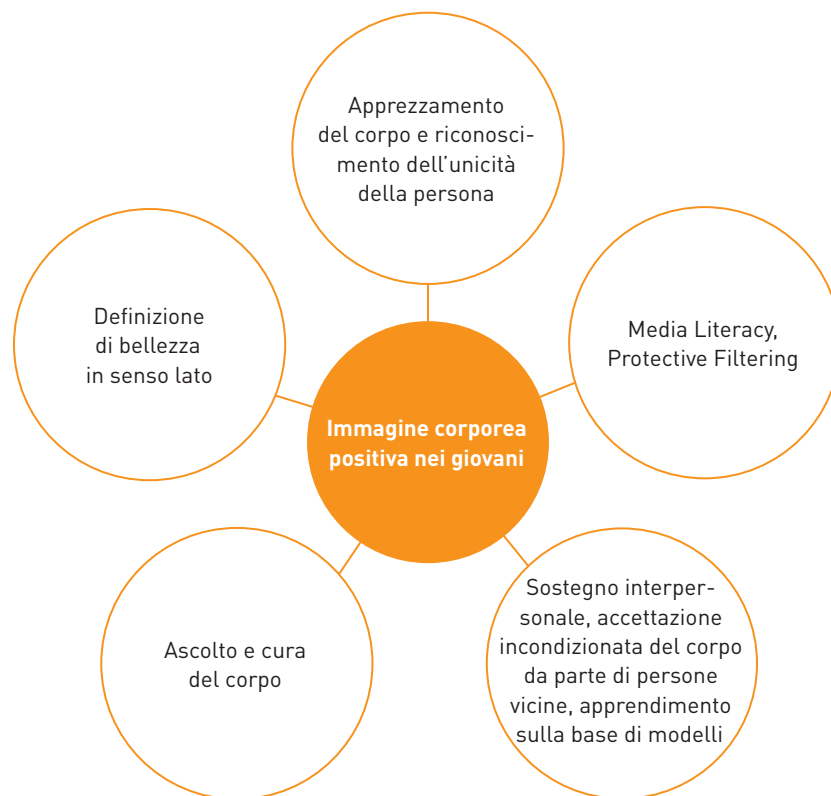 Apprezzamento
del corpo e riconosci-
mento dell’unicità
della persona
Definizione
di bellezza
in senso lato
Media Literacy,
Protective Filtering
Immagine corporea
positiva nei giovani
Ascolto e cura
del corpo
Sostegno interper-
sonale, accettazione
incondizionata del corpo
da parte di persone
vicine, apprendimento
sulla base di modelli